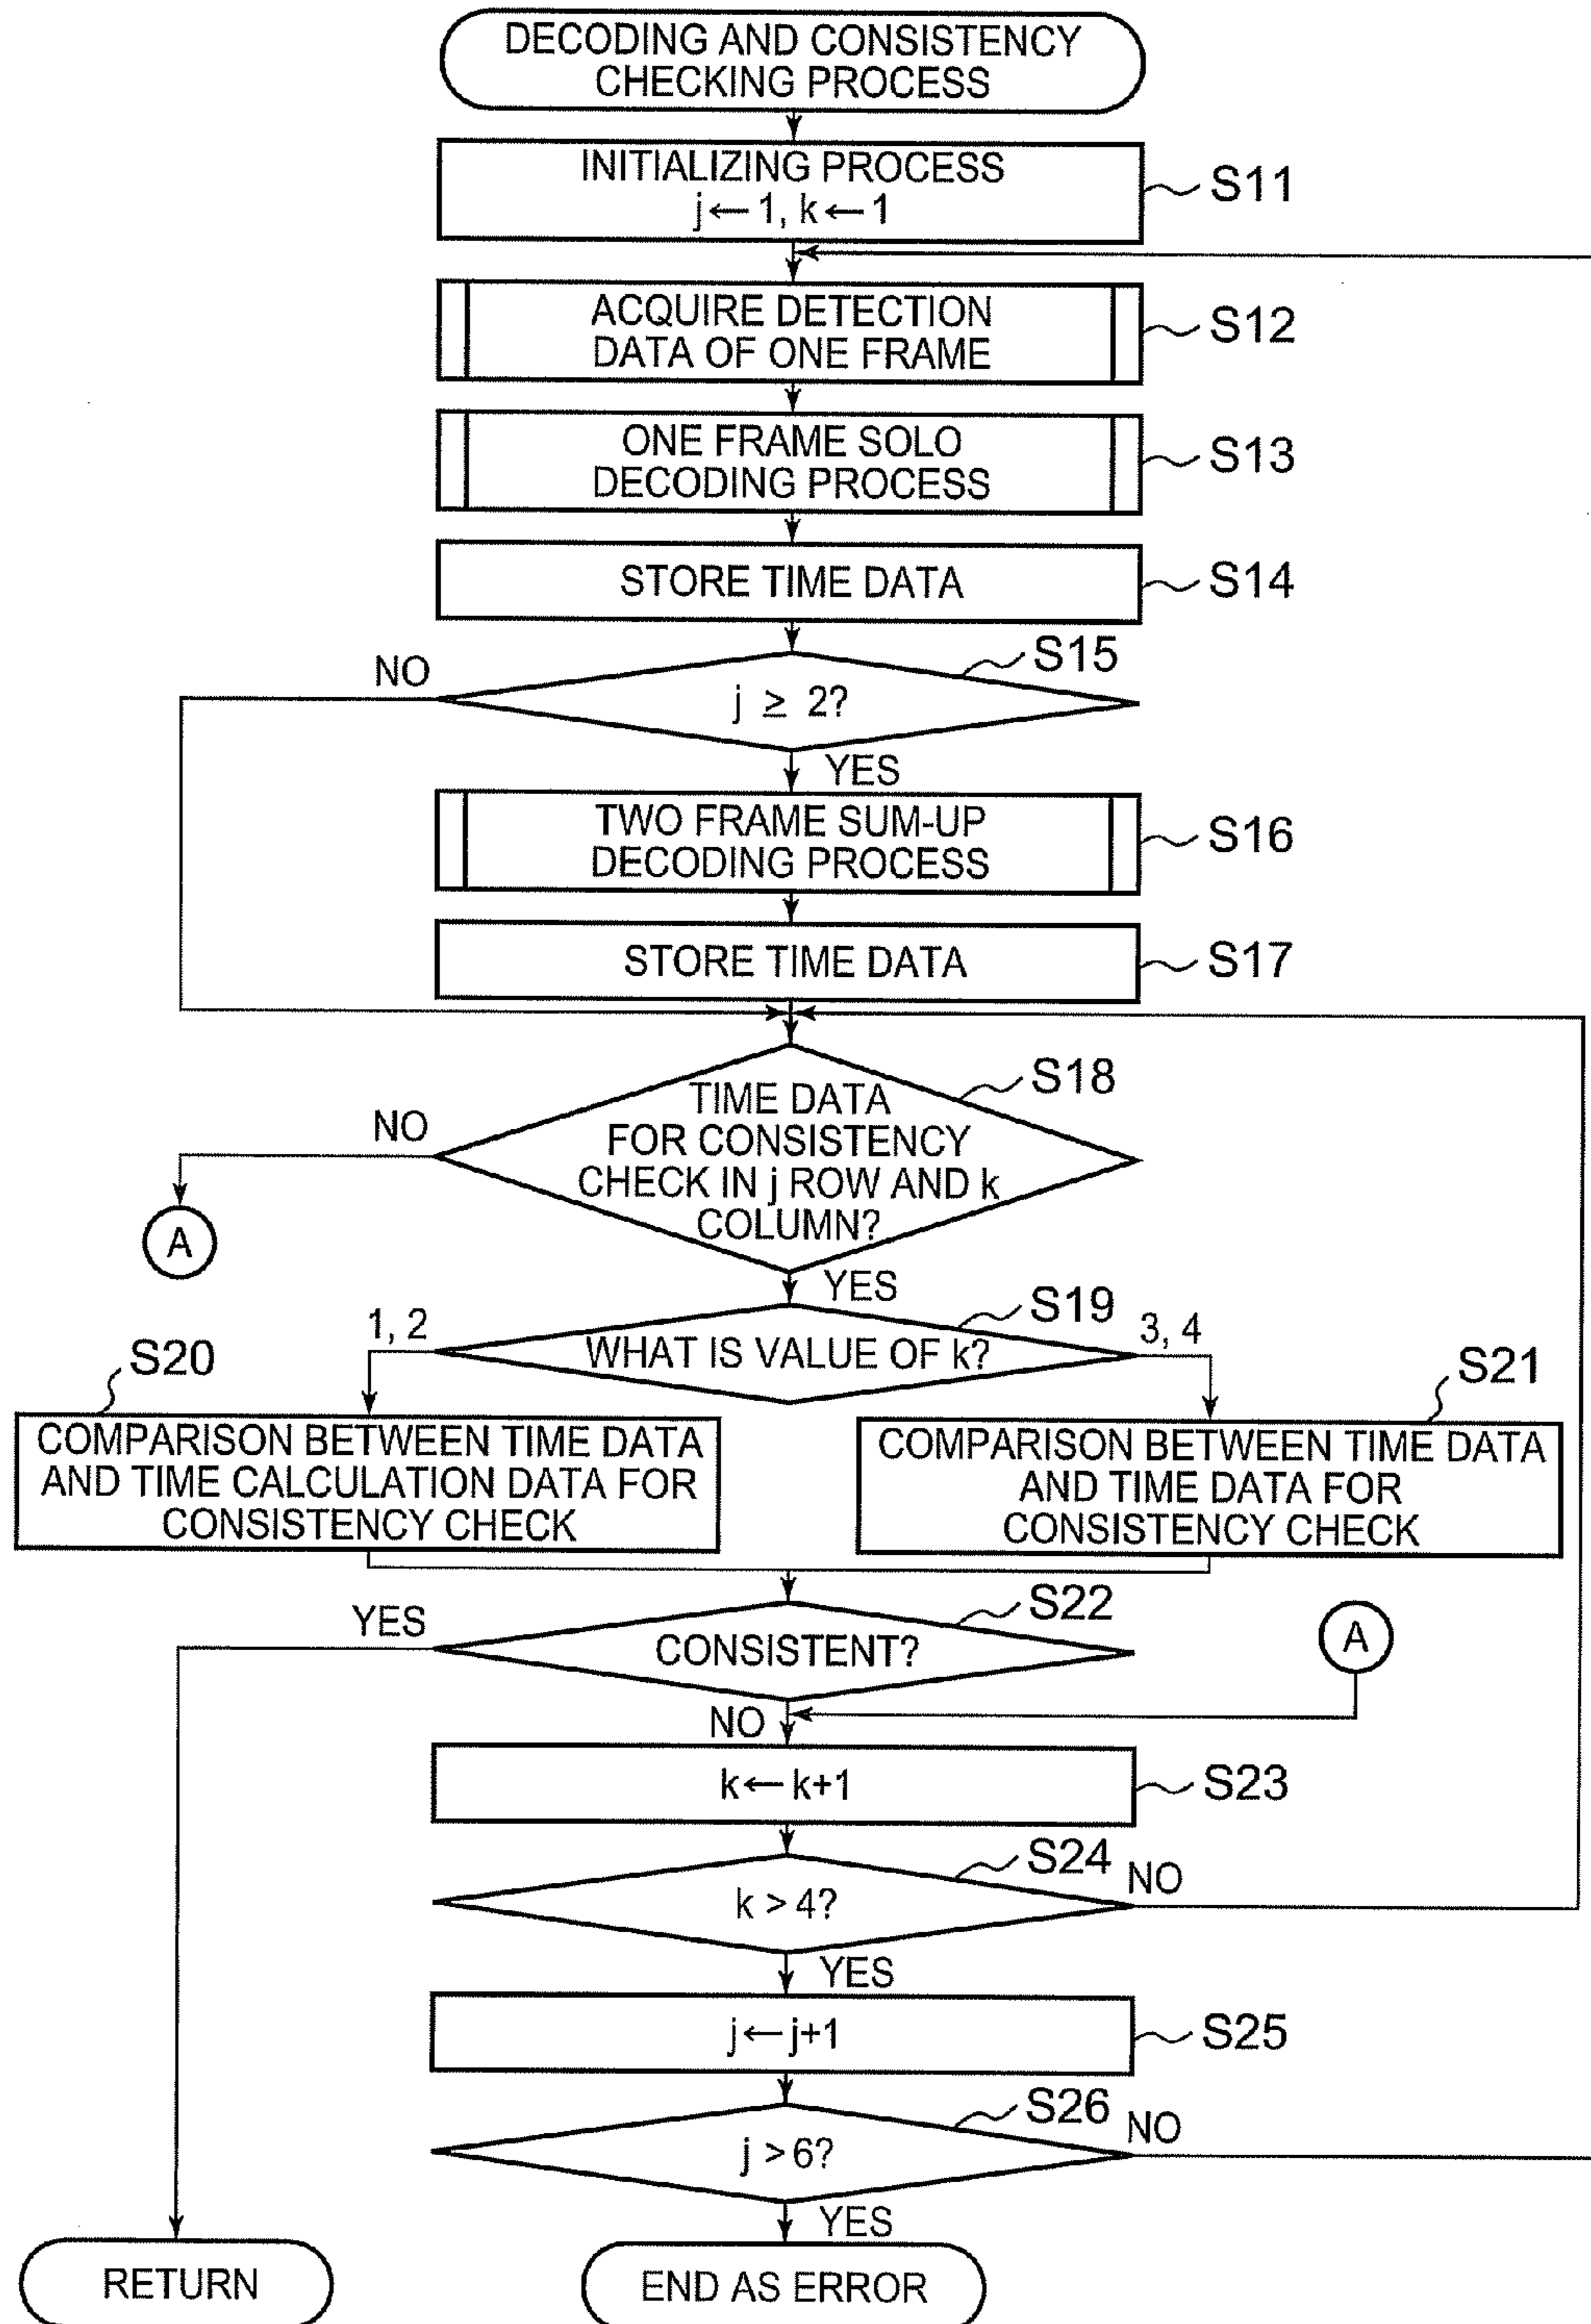 DECODING AND CONSISTENCY
CHECKING PROCESS
INITIALIZING PROCESS
j←1, k←1
S11
ACQUIRE DETECTION
DATA OF ONE FRAME
S12
ONE FRAME SOLO
DECODING PROCESS
S13
STORE TIME DATA
S14
S15
NO
j ≥ 2?
YES
TWO FRAME SUM-UP
DECODING PROCESS
S16
STORE TIME DATA
S17
S18
NO
TIME DATA
FOR CONSISTENCY
CHECK IN j ROW AND k
COLUMN?
A
YES
S19
1, 2
3, 4
WHAT IS VALUE OF k?
S20
COMPARISON BETWEEN TIME DATA
AND TIME CALCULATION DATA FOR
CONSISTENCY CHECK
S21
COMPARISON BETWEEN TIME DATA
AND TIME DATA FOR
CONSISTENCY CHECK
S22
YES
CONSISTENT?
A
NO
k←k+1
S23
S24
NO
k > 4?
YES
j←j+1
S25
S26
NO
j > 6?
YES
RETURN
END AS ERROR